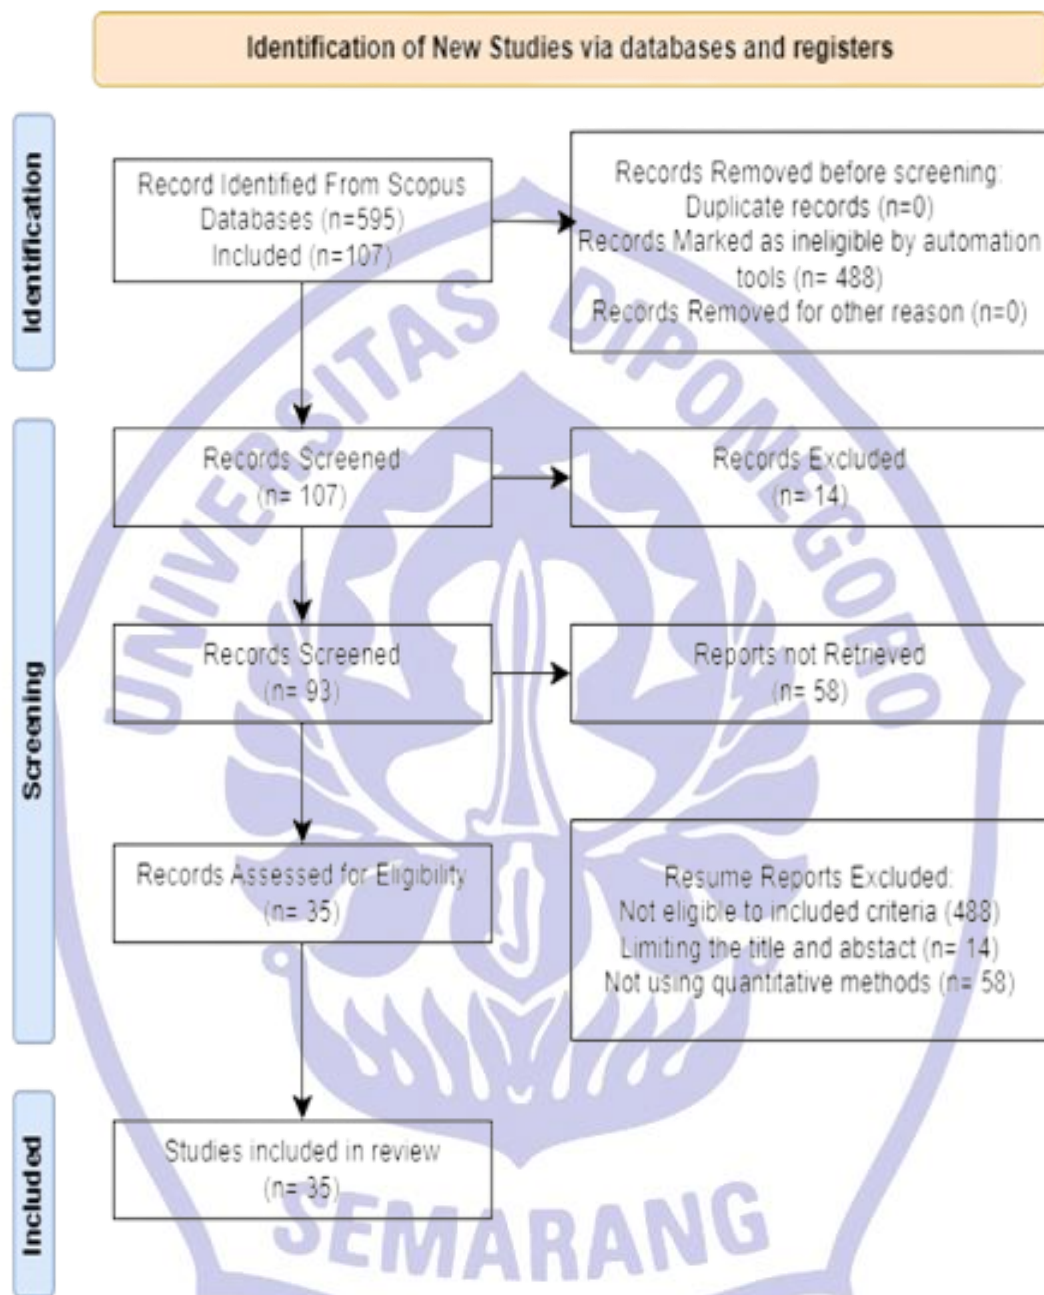 Identification of New Studies via databases and registers
Identification
Record Identified From Scopus
Databases (n=595)
Included (n=107)
Records Removed before screening:
Duplicate records (n=0)
Records Marked as ineligible by automation
tools (n= 488)
Records Removed for other reason (n=0)
Screening
Records Screened
(n= 107)
Records Excluded
(n= 14)
Records Screened
(n= 93)
Reports not Retrieved
(n= 58)
Records Assessed for Eligibility
(n= 35)
Resume Reports Excluded:
Not eligible to included criteria (488)
Limiting the title and abstact (n= 14)
Not using quantitative methods (n= 58)
Included
Studies included in review
(n= 35)
UNIVERSITAS DIPONEGORO
SEMARANG